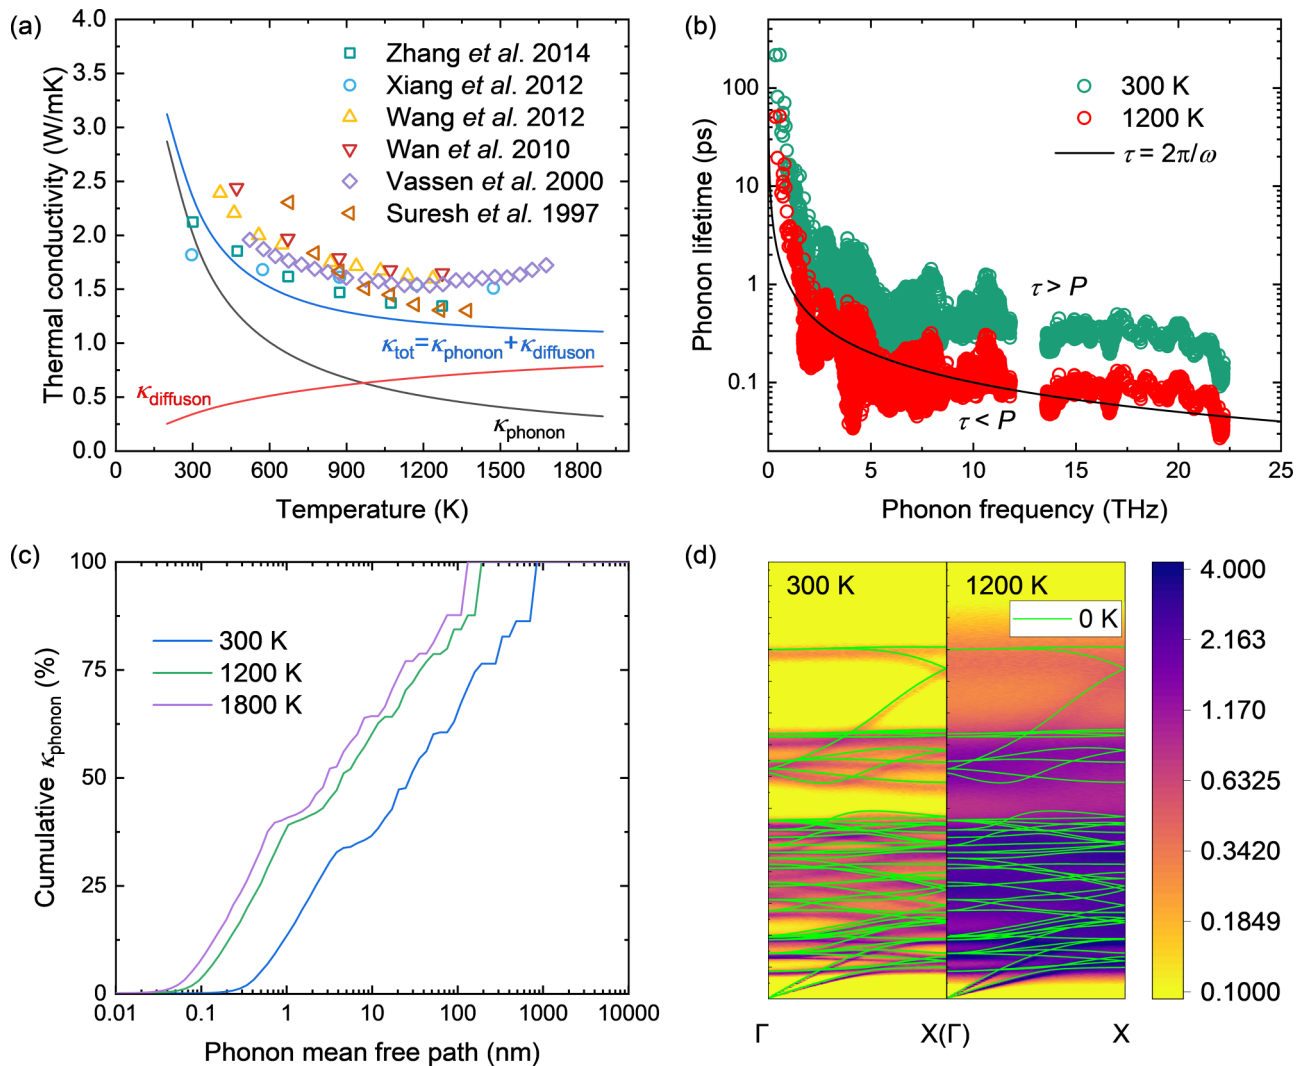 (a)
4.0
3.5
3.0
2.5
2.0
1.5
1.0
0.5
0.0
Thermal conductivity (W/mK)
Zhang et al. 2014
Xiang et al. 2012
Wang et al. 2012
Wan et al. 2010
Vassen et al. 2000
Suresh et al. 1997
κtot=κphonon+κdiffuson
κdiffuson
κphonon
0 300 600 900 1200 1500 1800
Temperature (K)
(b)
100
10
1
0.1
Phonon lifetime (ps)
300 K
1200 K
τ = 2π/ω
τ > P
τ < P
0 5 10 15 20 25
Phonon frequency (THz)
(c)
100
75
50
25
0
Cumulative κphonon (%)
300 K
1200 K
1800 K
0.01 0.1 1 10 100 1000 10000
Phonon mean free path (nm)
(d)
300 K
1200 K
0 K
Γ X(Γ) X
4.000
2.163
1.170
0.6325
0.3420
0.1849
0.1000